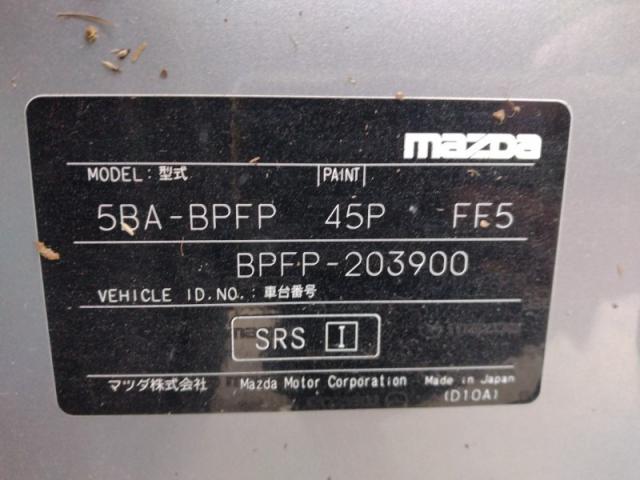 mazda
MODEL: 型式 PAINT
5BA-BPFP 45P FF5
BPFP-203900
VEHICLE ID.NO.: 車台番号
SRS I
マツダ株式会社 Mazda Motor Corporation Made in Japan
(D10A)